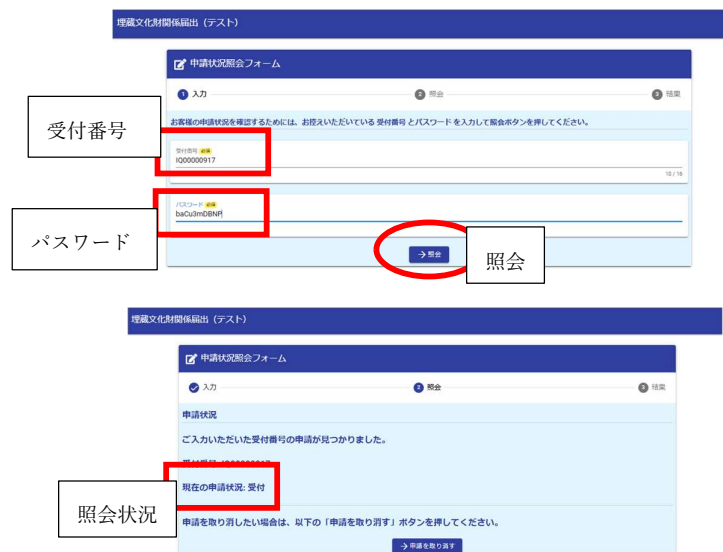 埋蔵文化財関係届出（テスト）
申請状況照会フォーム
1 入力 2 照会 3 結果
お客様の申請状況を確認するためには、お控えいただいている 受付番号 とパスワード を入力して照会ボタンを押してください。
受付番号
受付番号 必須
IQ00000917
10 / 16
パスワード
パスワード 必須
baCu3mDBNP
→照会
照会
埋蔵文化財関係届出（テスト）
申請状況照会フォーム
入力 2 照会 3 結果
申請状況
ご入力いただいた受付番号の申請が見つかりました。
受付番号: IQ00000917
現在の申請状況: 受付
照会状況
申請を取り消したい場合は、以下の「申請を取り消す」ボタンを押してください。
→申請を取り消す